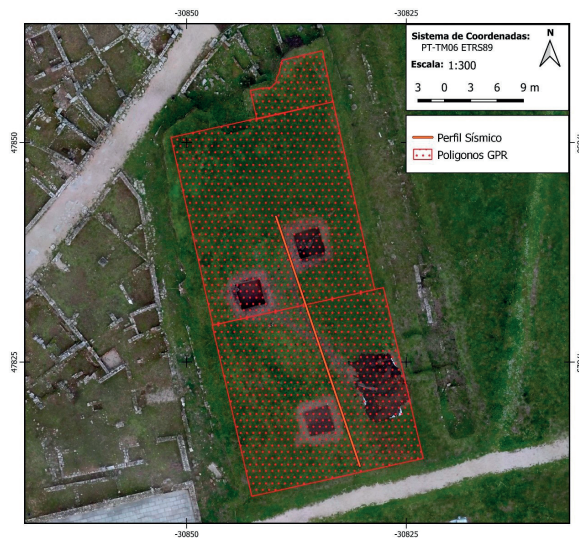 -30850
-30825
Sistema de Coordenadas:
PT-TM06 ETRS89
N
Escala: 1:300
3 0 3 6 9 m
Perfil Sísmico
Poligonos GPR
47850
47825
-30850
-30825